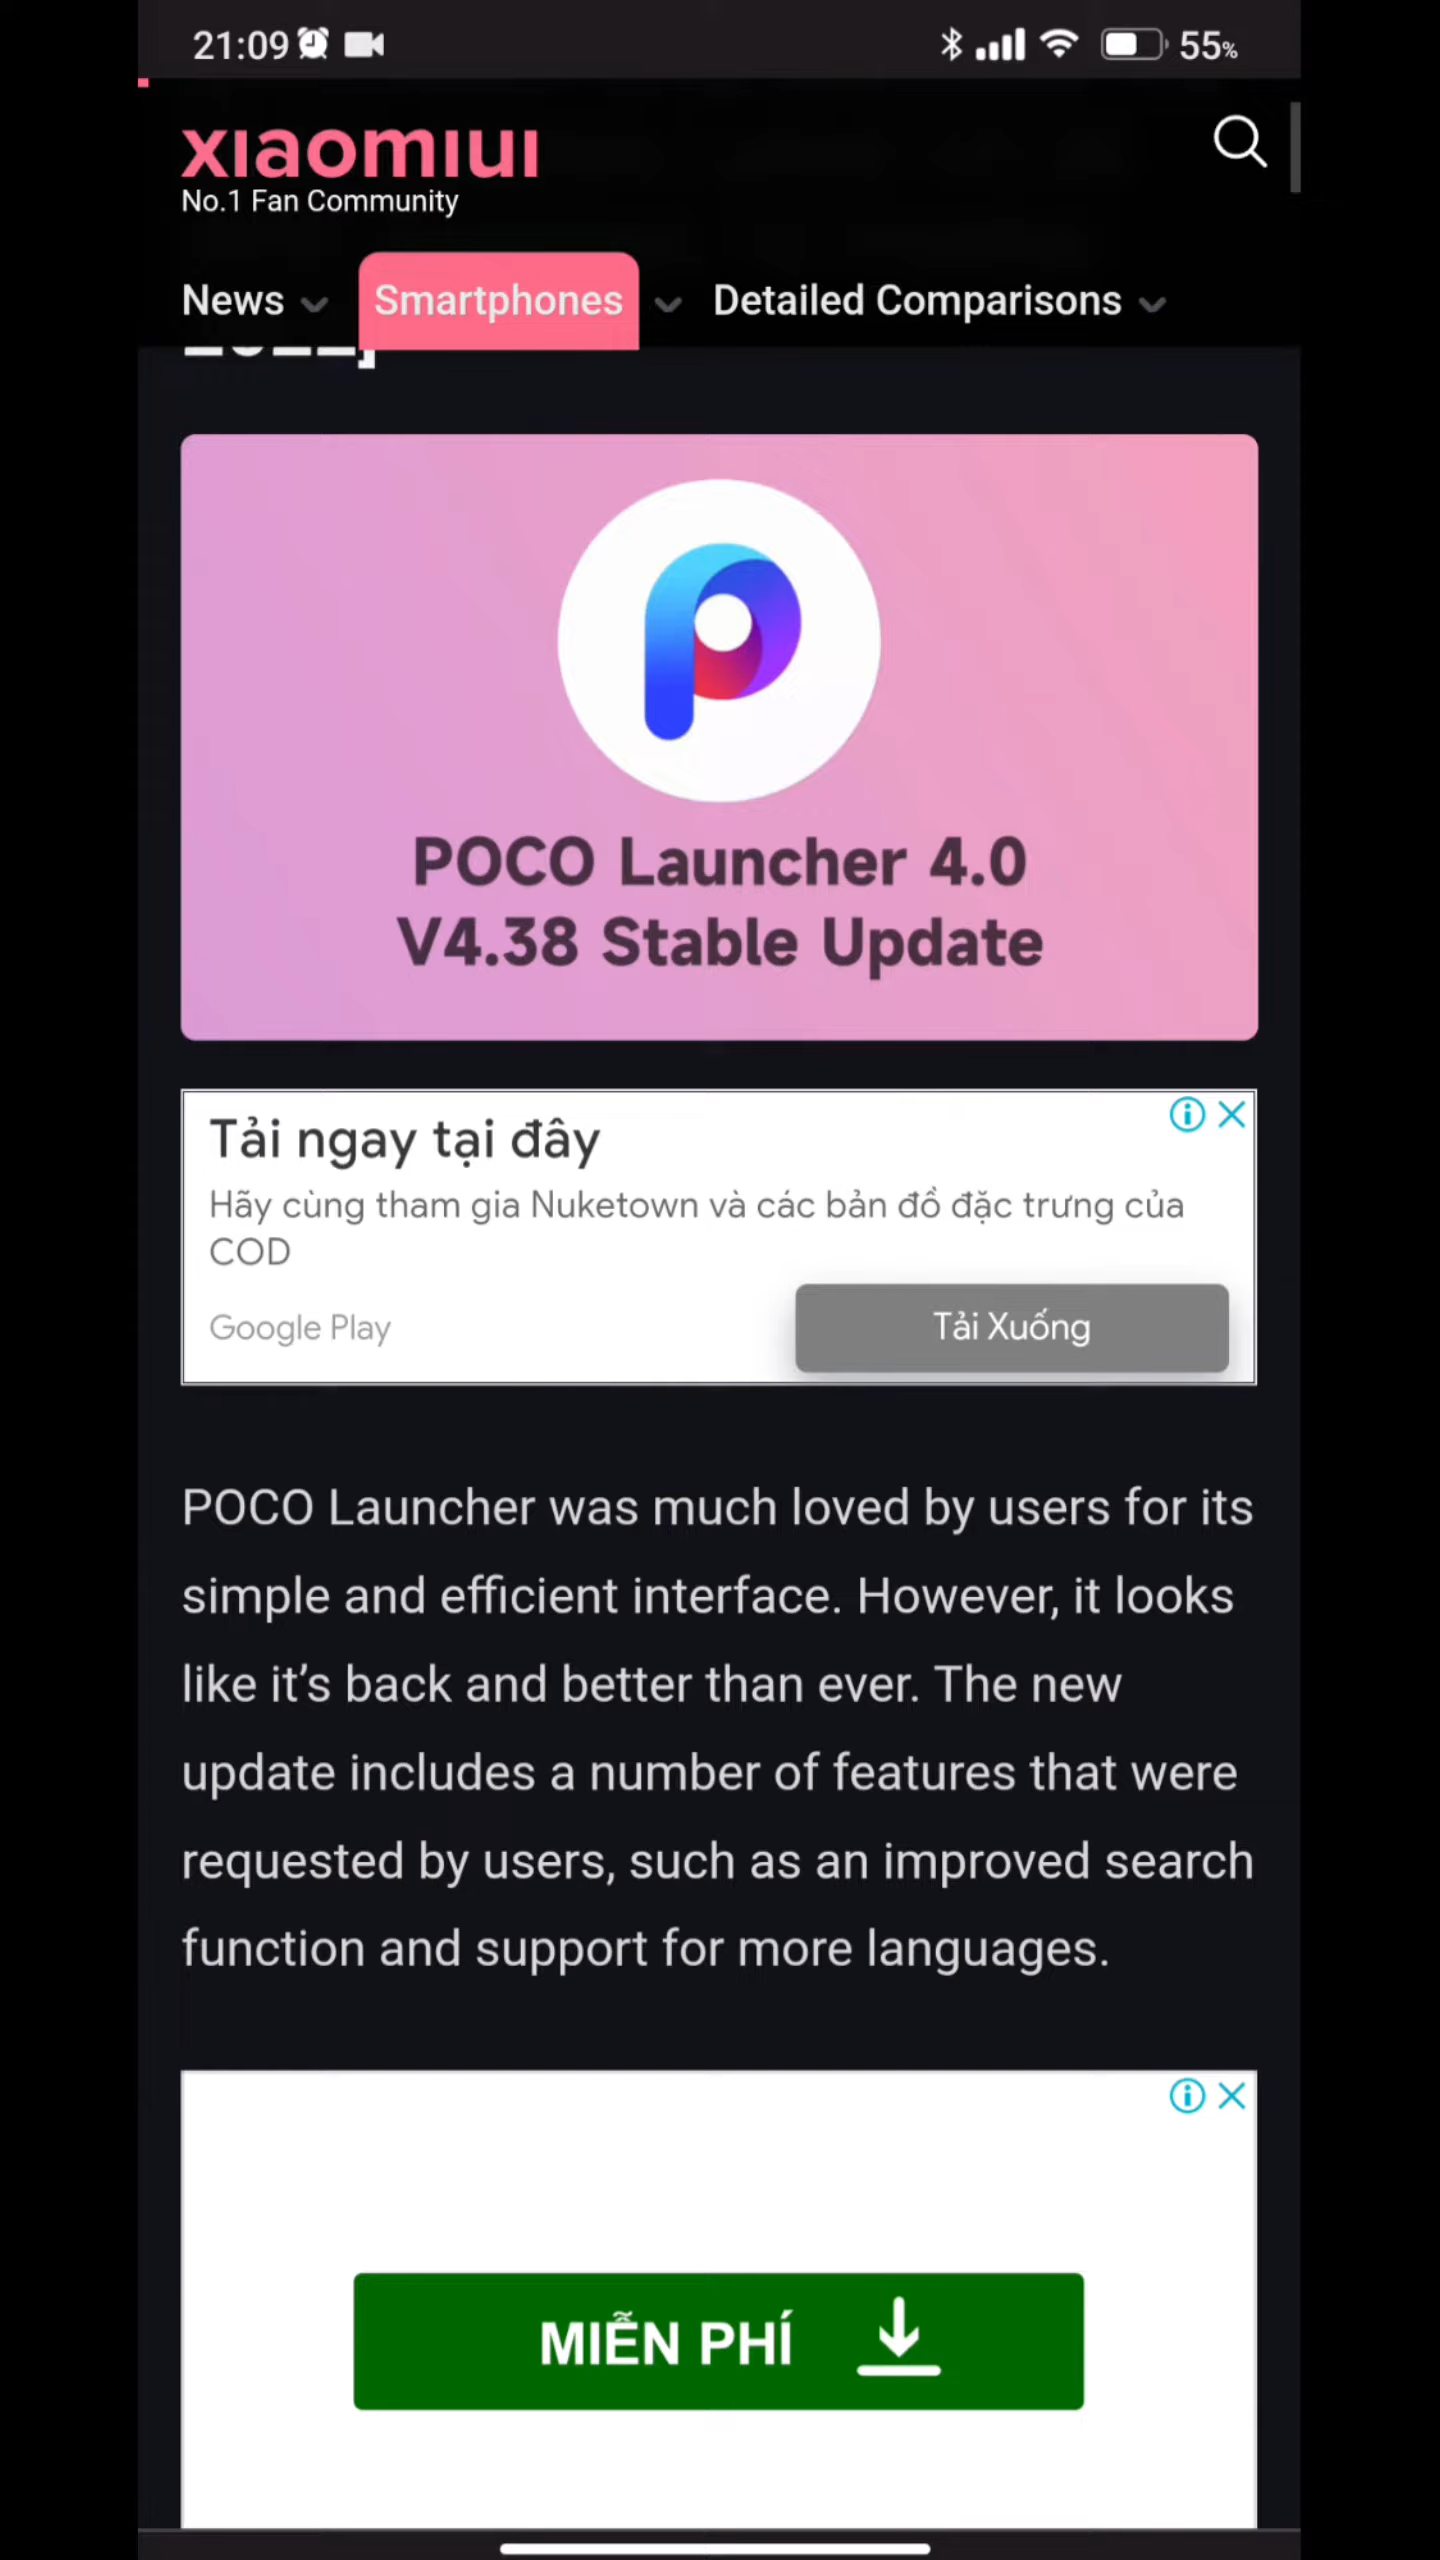 21:09
55%
xıaomıuı
No.1 Fan Community
News
Smartphones
Detailed Comparisons
POCO Launcher 4.0
V4.38 Stable Update
Tải ngay tại đây
Hãy cùng tham gia Nuketown và các bản đồ đặc trưng của
COD
Google Play
Tải Xuống
POCO Launcher was much loved by users for its
simple and efficient interface. However, it looks
like it’s back and better than ever. The new
update includes a number of features that were
requested by users, such as an improved search
function and support for more languages.
MIỄN PHÍ